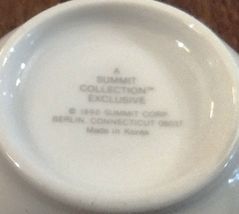 A
SUMMIT
COLLECTION™
EXCLUSIVE
© 1990 SUMMIT CORP.
BERLIN, CONNECTICUT 06037
Made in Korea